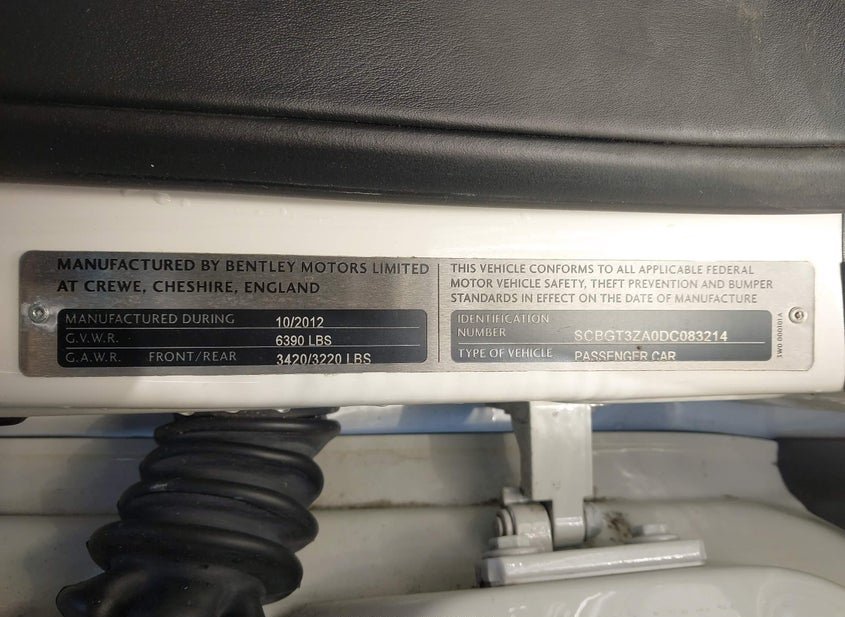 MANUFACTURED BY BENTLEY MOTORS LIMITED
AT CREWE, CHESHIRE, ENGLAND
MANUFACTURED DURING 10/2012
G.V.W.R. 6390 LBS
G.A.W.R. FRONT/REAR 3420/3220 LBS
THIS VEHICLE CONFORMS TO ALL APPLICABLE FEDERAL
MOTOR VEHICLE SAFETY, THEFT PREVENTION AND BUMPER
STANDARDS IN EFFECT ON THE DATE OF MANUFACTURE
IDENTIFICATION
NUMBER SCBGT3ZA0DC083214
TYPE OF VEHICLE PASSENGER CAR
3W0 000101A